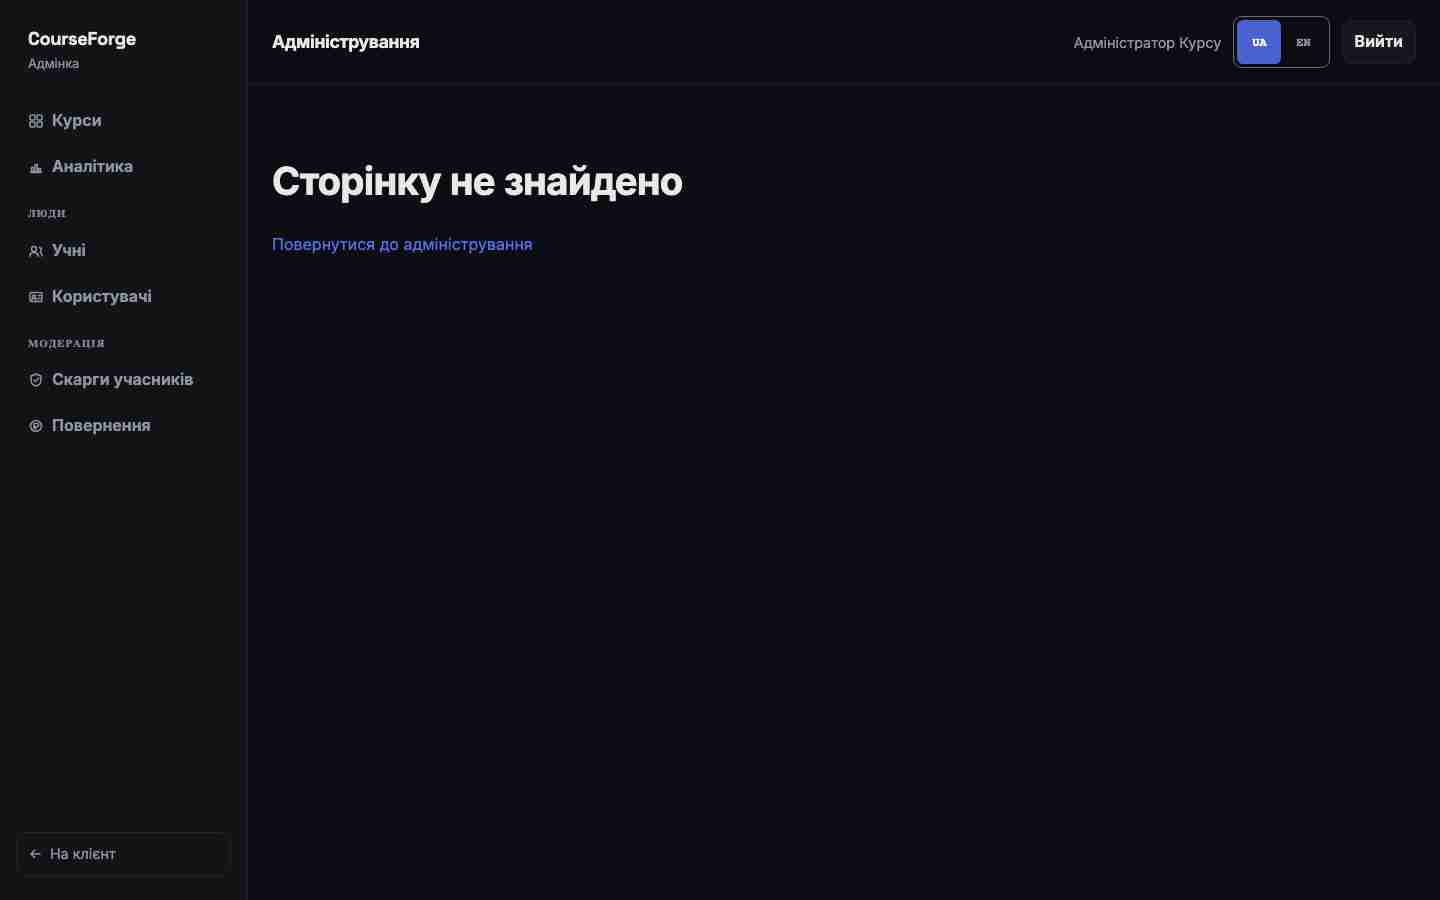 CourseForge
Адмінка
Курси
Аналітика
ЛЮДИ
Учні
Користувачі
МОДЕРАЦІЯ
Скарги учасників
Повернення
На клієнт
Адміністрування
Адміністратор Курсу
UA
EN
Вийти
Сторінку не знайдено
Повернутися до адміністрування